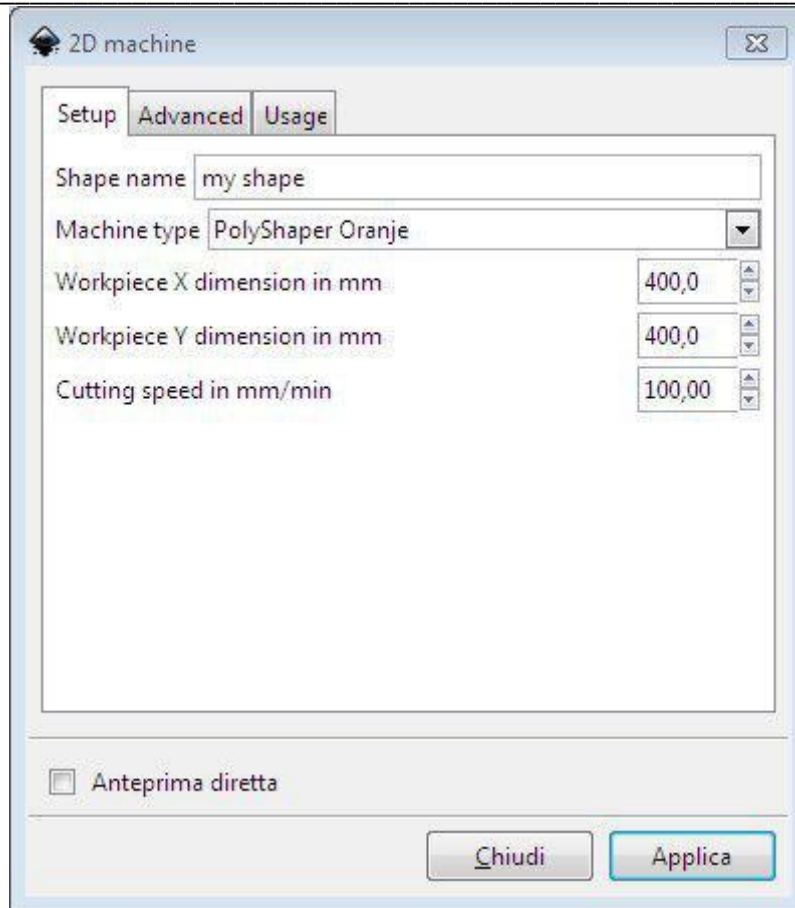 2D machine
Setup Advanced Usage
Shape name my shape
Machine type PolyShaper Oranje
Workpiece X dimension in mm 400,0
Workpiece Y dimension in mm 400,0
Cutting speed in mm/min 100,00
Anteprima diretta
Chiudi Applica